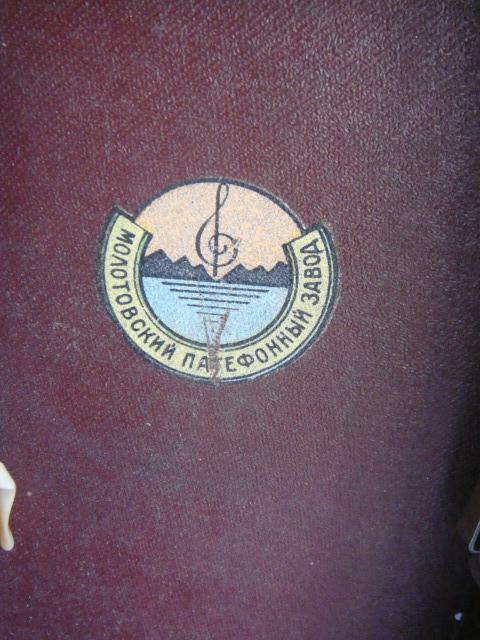 МОЛОТОВСКИЙ ПАТЕФОННЫЙ ЗАВОД